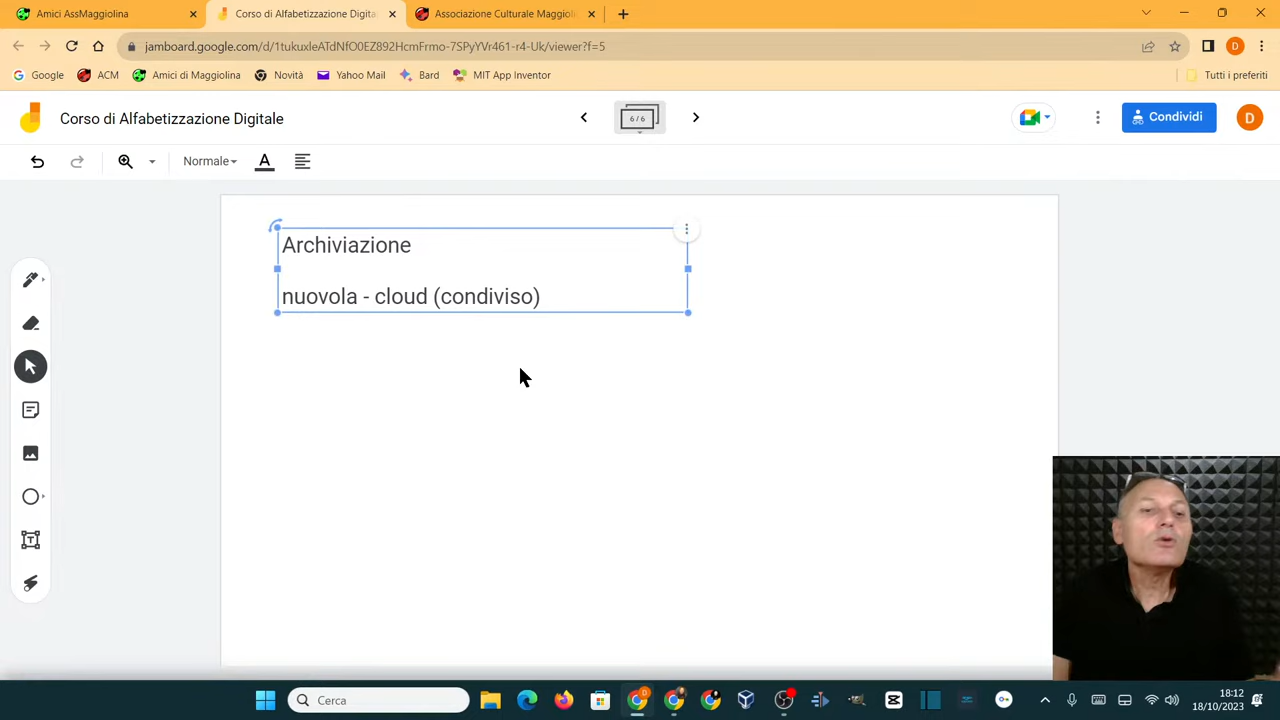 Amici AssMaggiolina
Corso di Alfabetizzazione Digita
Associazione Culturale Maggioli
jamboard.google.com/d/1tukuxleATdNfO0EZ892HcmFrmo-7SPyYVr461-r4-Uk/viewer?f=5
D
Google
ACM
Amici di Maggiolina
Novità
Yahoo Mail
Bard
MIT App Inventor
Tutti i preferiti
Corso di Alfabetizzazione Digitale
6 / 6
Condividi
D
Normale
A
Archiviazione
nuovola - cloud (condiviso)
Cerca
18:12
18/10/2023